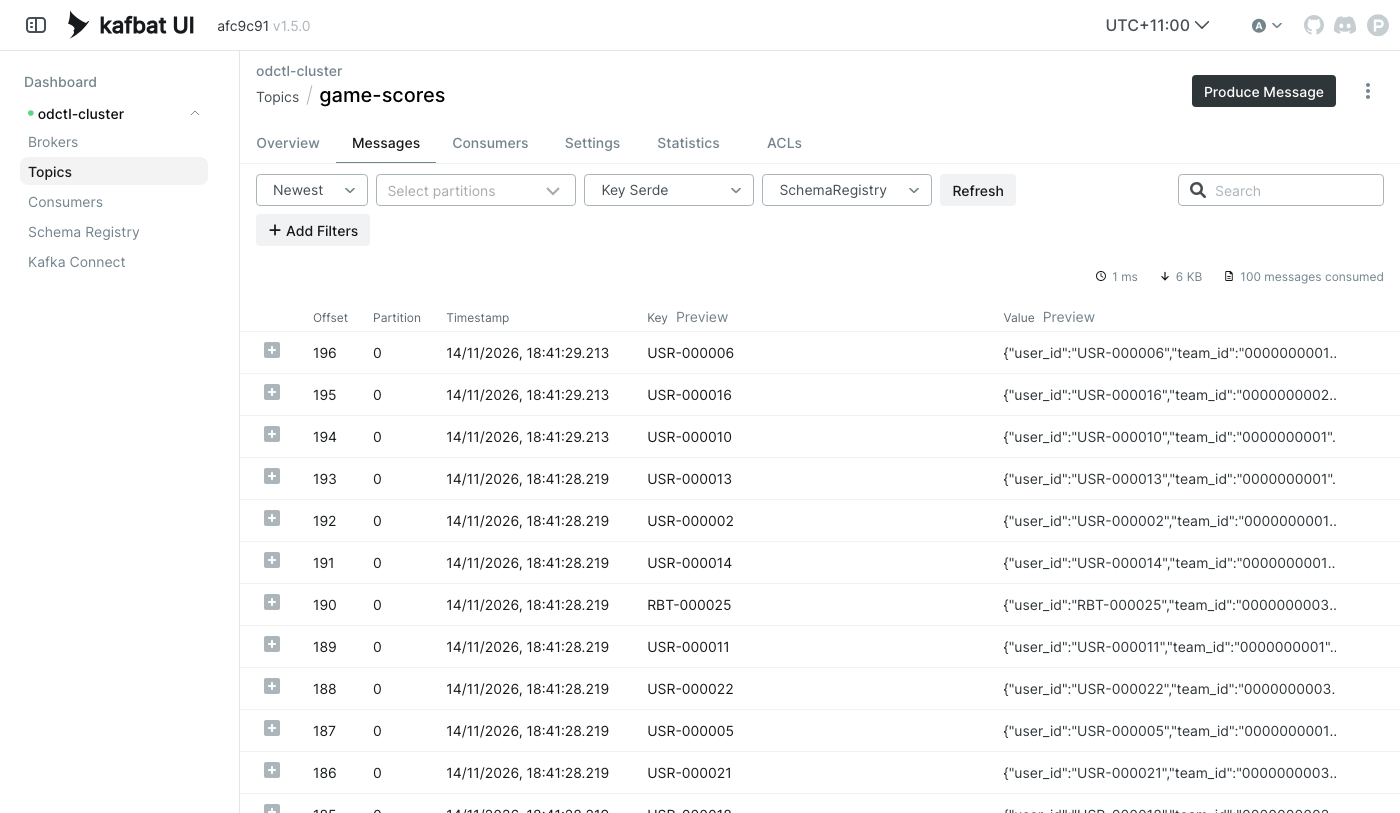 kafbat UI afc9c91 v1.5.0 UTC+11:00 A P
Dashboard
odctl-cluster
Brokers
Topics
Consumers
Schema Registry
Kafka Connect
odctl-cluster
Topics / game-scores
Produce Message
Overview Messages Consumers Settings Statistics ACLs
Newest Select partitions Key Serde SchemaRegistry Refresh Search
+ Add Filters
1 ms 6 KB 100 messages consumed
Offset Partition Timestamp Key Preview Value Preview
196 0 14/11/2026, 18:41:29.213 USR-000006 {"user_id":"USR-000006","team_id":"0000000001..
195 0 14/11/2026, 18:41:29.213 USR-000016 {"user_id":"USR-000016","team_id":"0000000002..
194 0 14/11/2026, 18:41:29.213 USR-000010 {"user_id":"USR-000010","team_id":"0000000001".
193 0 14/11/2026, 18:41:28.219 USR-000013 {"user_id":"USR-000013","team_id":"0000000001".
192 0 14/11/2026, 18:41:28.219 USR-000002 {"user_id":"USR-000002","team_id":"0000000001..
191 0 14/11/2026, 18:41:28.219 USR-000014 {"user_id":"USR-000014","team_id":"0000000001..
190 0 14/11/2026, 18:41:28.219 RBT-000025 {"user_id":"RBT-000025","team_id":"0000000003..
189 0 14/11/2026, 18:41:28.219 USR-000011 {"user_id":"USR-000011","team_id":"0000000001"..
188 0 14/11/2026, 18:41:28.219 USR-000022 {"user_id":"USR-000022","team_id":"0000000003.
187 0 14/11/2026, 18:41:28.219 USR-000005 {"user_id":"USR-000005","team_id":"0000000001..
186 0 14/11/2026, 18:41:28.219 USR-000021 {"user_id":"USR-000021","team_id":"0000000003..